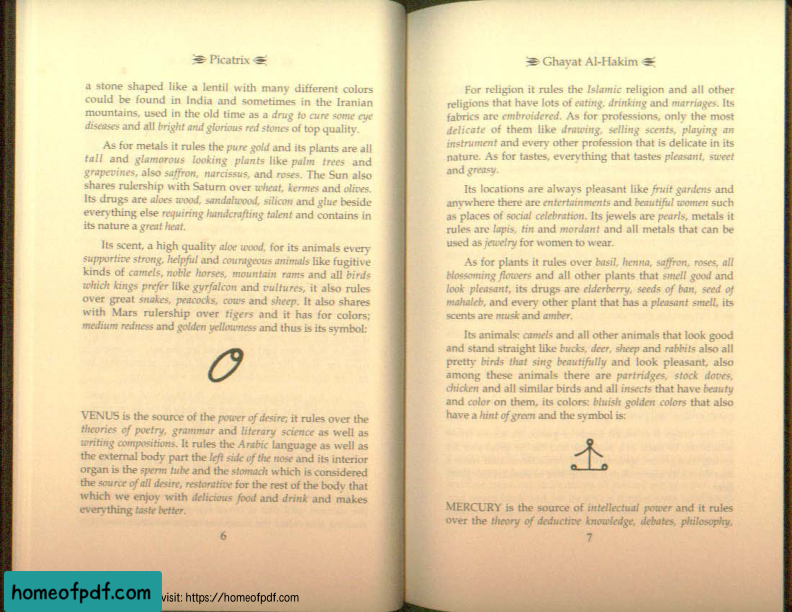 Picatrix
a stone shaped like a lentil with many different colors
could be found in India and sometimes in the Iranian
mountains, used in the old time as a drug to cure some eye
diseases and all bright and glorious red stones of top quality.
As for metals it rules the pure gold and its plants are all
tall and glamorous looking plants like palm trees and
grapevines, also saffron, narcissus, and roses. The Sun also
shares rulership with Saturn over wheat, kermes and olives.
Its drugs are aloes wood, sandalwood, silicon and glue beside
everything else requiring handcrafting talent and contains in
its nature a great heat.
Its scent, a high quality aloe wood, for its animals every
supportive strong, helpful and courageous animals like fugitive
kinds of camels, noble horses, mountain rams and all birds
which kings prefer like gyrfalcon and vultures, it also rules
over great snakes, peacocks, cows and sheep. It also shares
with Mars rulership over tigers and it has for colors;
medium redness and golden yellowness and thus is its symbol:
VENUS is the source of the power of desire; it rules over the
theories of poetry, grammar and literary science as well as
writing compositions. It rules the Arabic language as well as
the external body part the left side of the nose and its interior
organ is the sperm tube and the stomach which is considered
the source of all desire, restorative for the rest of the body that
which we enjoy with delicious food and drink and makes
everything taste better.
6
Ghayat Al-Hakim
For religion it rules the Islamic religion and all other
religions that have lots of eating, drinking and marriages. Its
fabrics are embroidered. As for professions, only the most
delicate of them like drawing, selling scents, playing an
instrument and every other profession that is delicate in its
nature. As for tastes, everything that tastes pleasant, sweet
and greasy.
Its locations are always pleasant like fruit gardens and
anywhere there are entertainments and beautiful women such
as places of social celebration. Its jewels are pearls, metals it
rules are lapis, tin and mordant and all metals that can be
used as jewelry for women to wear.
As for plants it rules over basil, henna, saffron, roses, all
blossoming flowers and all other plants that smell good and
look pleasant, its drugs are elderberry, seeds of ban, seed of
mahaleb, and every other plant that has a pleasant smell, its
scents are musk and amber.
Its animals: camels and all other animals that look good
and stand straight like bucks, deer, sheep and rabbits also all
pretty birds that sing beautifully and look pleasant, also
among these animals there are partridges, stock doves,
chicken and all similar birds and all insects that have beauty
and color on them, its colors: bluish golden colors that also
have a hint of green and the symbol is:
MERCURY is the source of intellectual power and it rules
over the theory of deductive knowledge, debates, philosophy,
7
homeofpdf.com
visit: https://homeofpdf.com